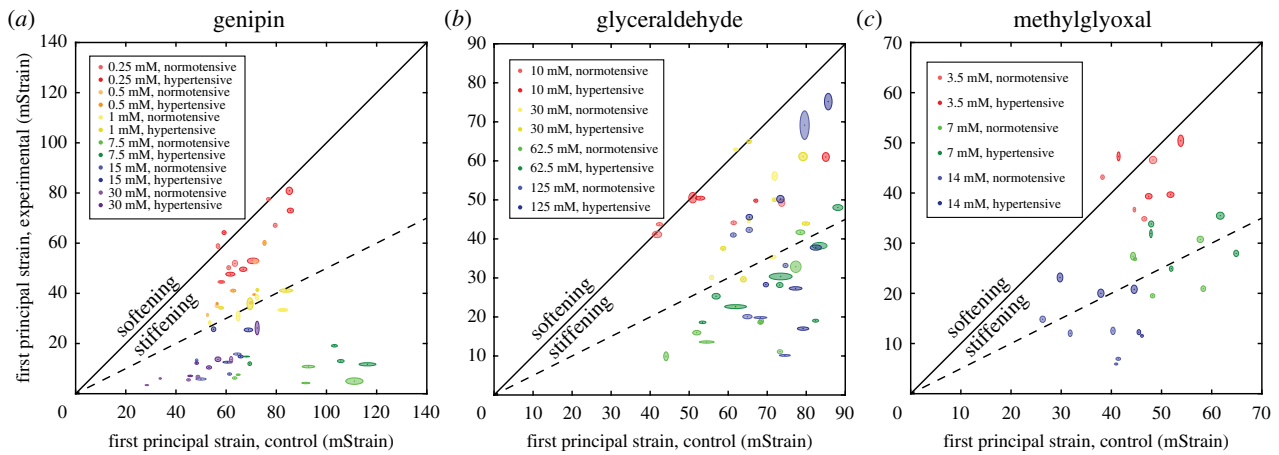 (a) genipin
first principal strain, experimental (mStrain)
140
120
100
80
60
40
20
0
20
40
60
80
100
120
140
0.25 mM, normotensive
0.25 mM, hypertensive
0.5 mM, normotensive
0.5 mM, hypertensive
1 mM, normotensive
1 mM, hypertensive
7.5 mM, normotensive
7.5 mM, hypertensive
15 mM, normotensive
15 mM, hypertensive
30 mM, normotensive
30 mM, hypertensive
softening
stiffening
first principal strain, control (mStrain)
(b) glyceraldehyde
90
80
70
60
50
40
30
20
10
0
10
20
30
40
50
60
70
80
90
10 mM, normotensive
10 mM, hypertensive
30 mM, normotensive
30 mM, hypertensive
62.5 mM, normotensive
62.5 mM, hypertensive
125 mM, normotensive
125 mM, hypertensive
softening
stiffening
first principal strain, control (mStrain)
(c) methylglyoxal
70
60
50
40
30
20
10
0
10
20
30
40
50
60
70
3.5 mM, normotensive
3.5 mM, hypertensive
7 mM, normotensive
7 mM, hypertensive
14 mM, normotensive
14 mM, hypertensive
softening
stiffening
first principal strain, control (mStrain)